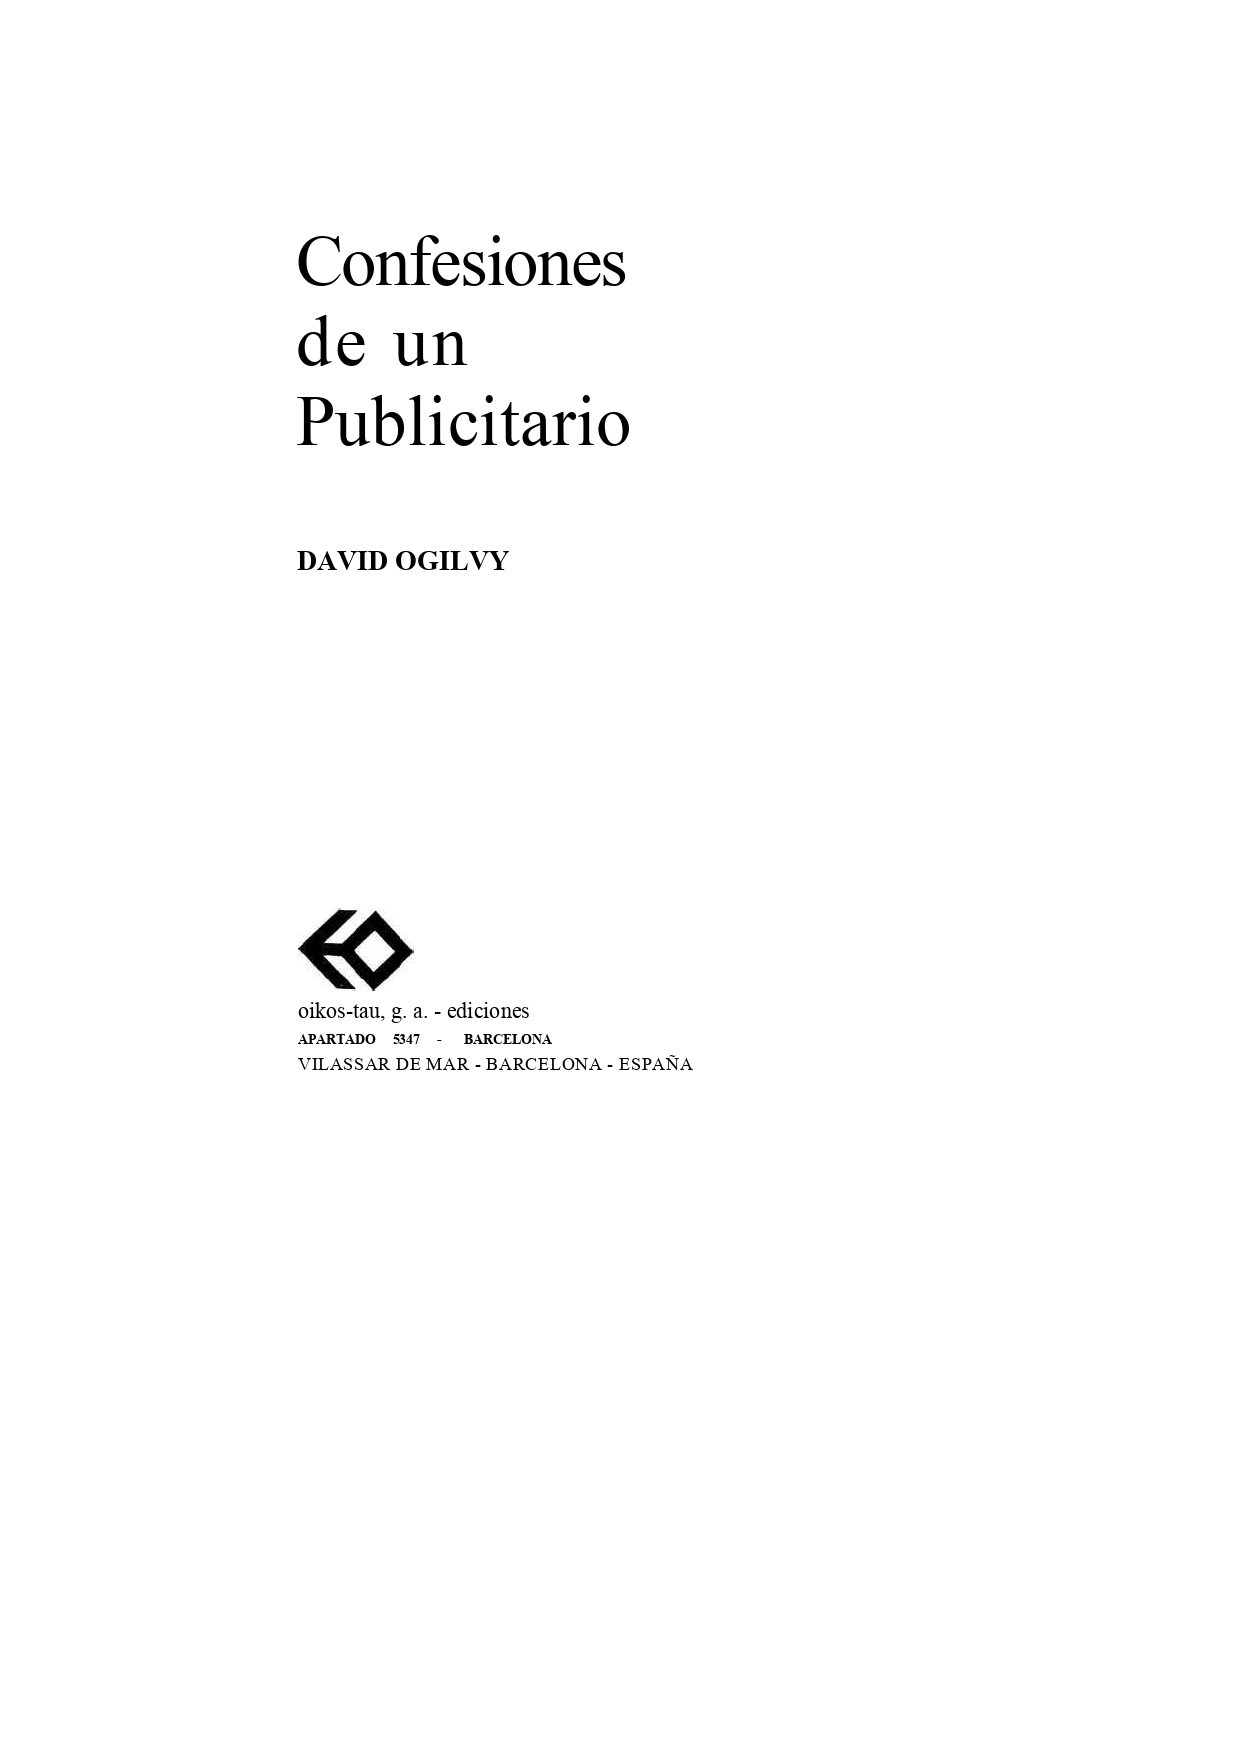 Confesiones
de un
Publicitario
DAVID OGILVY
oikos-tau, g. a. - ediciones
APARTADO 5347 - BARCELONA
VILASSAR DE MAR - BARCELONA - ESPAÑA